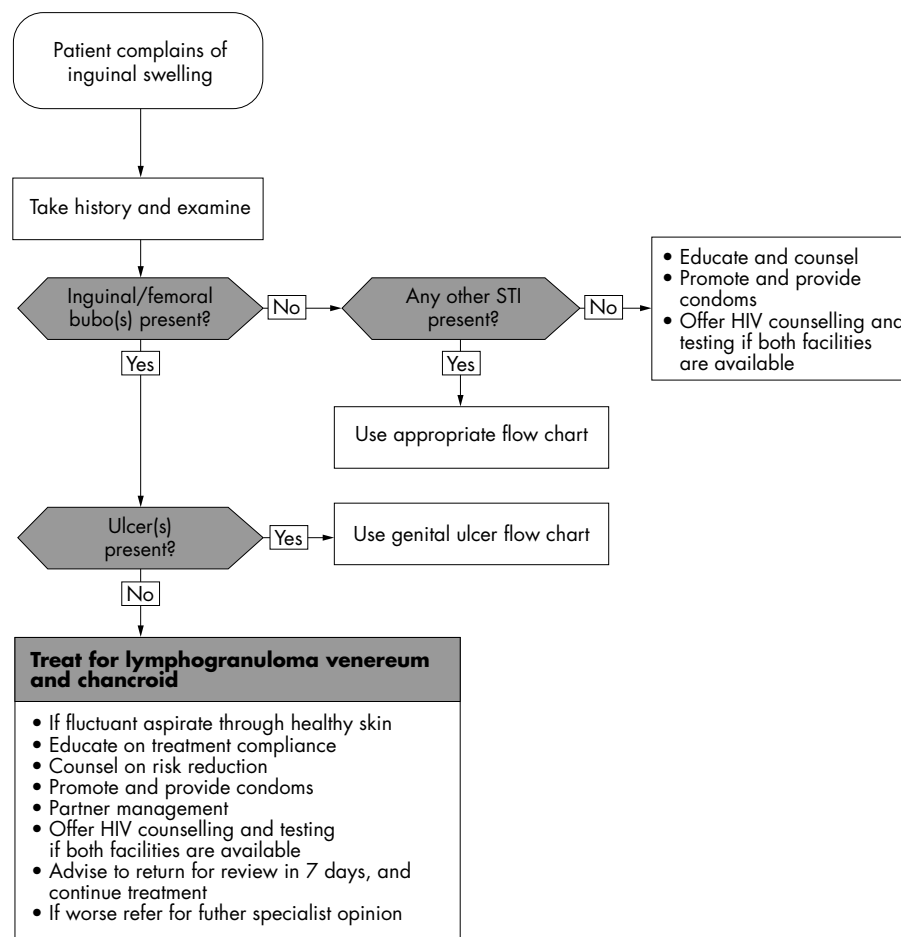 Patient complains of
inguinal swelling
Take history and examine
Inguinal/femoral
bubo(s) present?
No
Any other STI
present?
No
• Educate and counsel
• Promote and provide
condoms
• Offer HIV counselling and
testing if both facilities
are available
Yes
Yes
Use appropriate flow chart
Ulcer(s)
present?
Yes
Use genital ulcer flow chart
No
Treat for lymphogranuloma venereum
and chancroid
• If fluctuant aspirate through healthy skin
• Educate on treatment compliance
• Counsel on risk reduction
• Promote and provide condoms
• Partner management
• Offer HIV counselling and testing
if both facilities are available
• Advise to return for review in 7 days, and
continue treatment
• If worse refer for futher specialist opinion